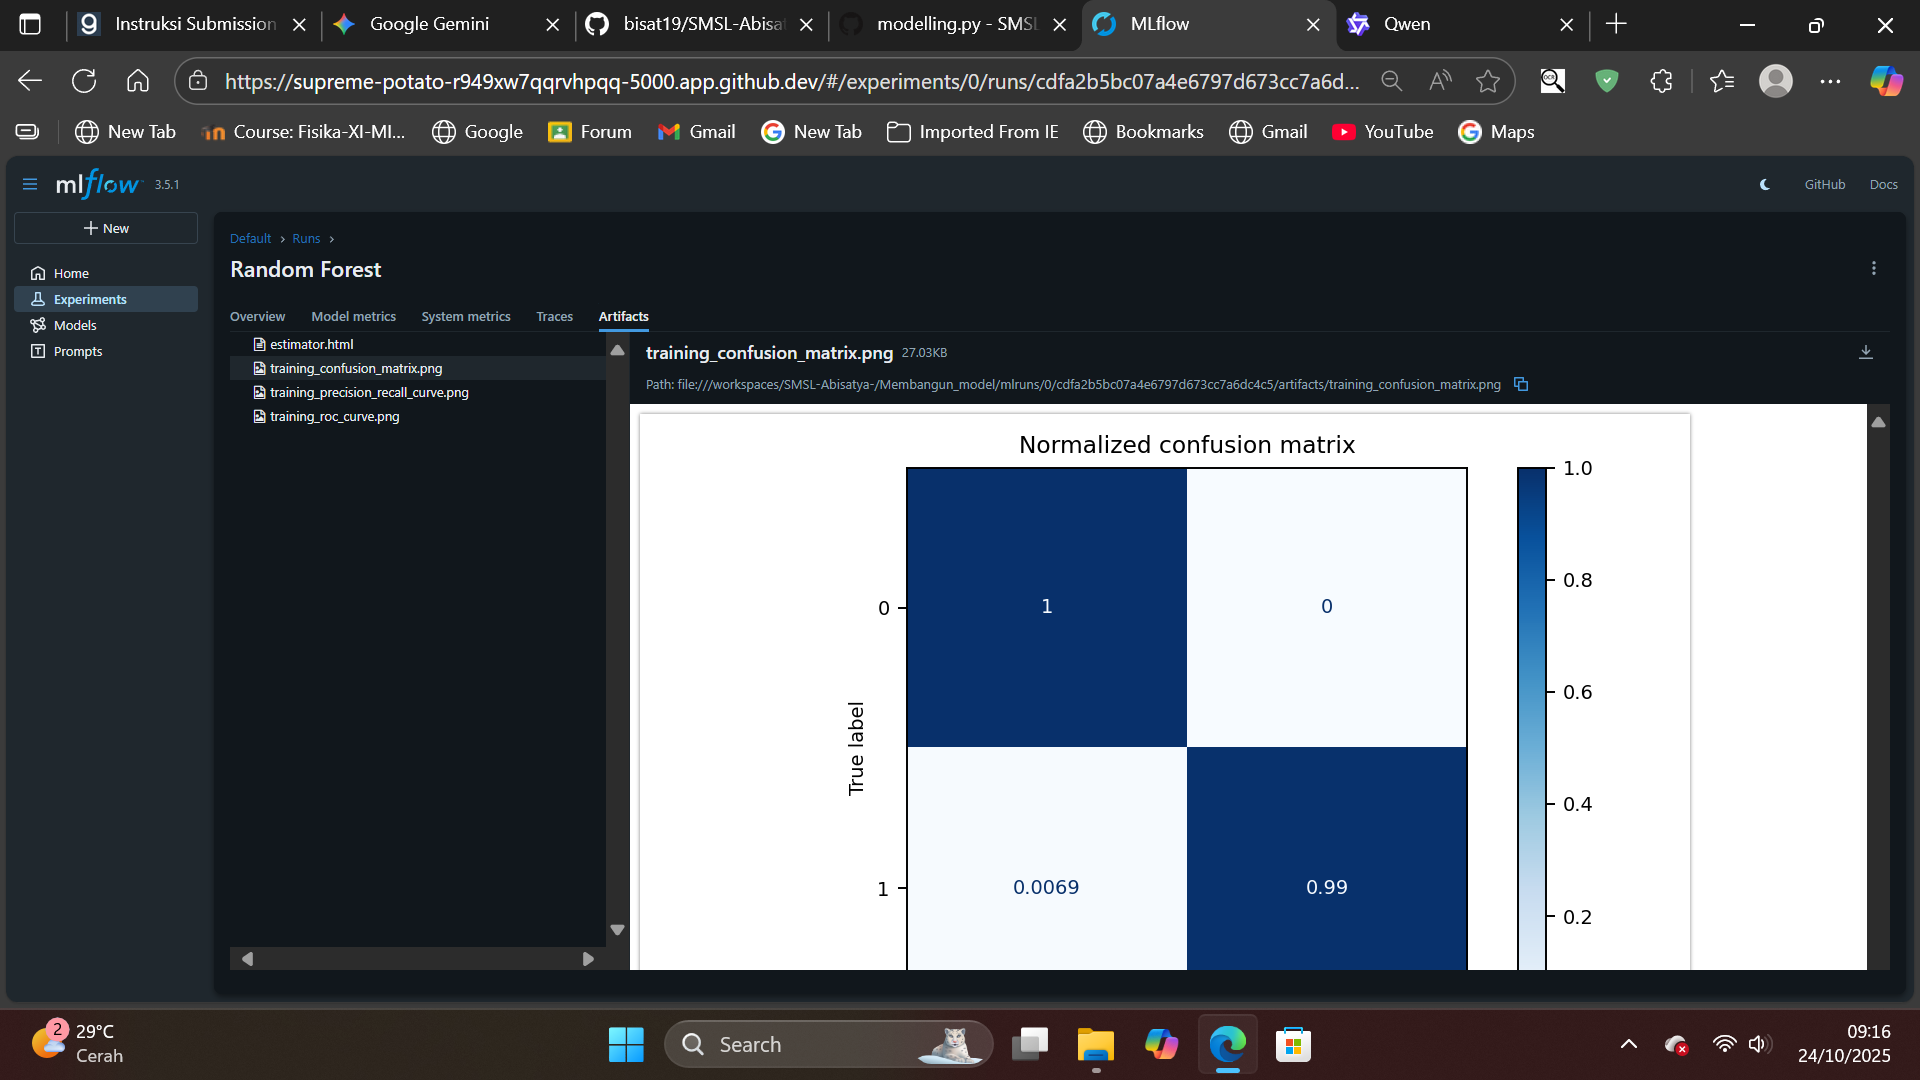 Instruksi Submission
Google Gemini
bisat19/SMSL-Abisat
modelling.py - SMSL
MLflow
Qwen
https://supreme-potato-r949xw7qqrvhpqq-5000.app.github.dev/#/experiments/0/runs/cdfa2b5bc07a4e6797d673cc7a6d...
New Tab
Course: Fisika-XI-MI...
Google
Forum
Gmail
New Tab
Imported From IE
Bookmarks
Gmail
YouTube
Maps
mlflow 3.5.1
GitHub
Docs
New
Default
Runs
Random Forest
Home
Experiments
Models
Prompts
Overview
Model metrics
System metrics
Traces
Artifacts
estimator.html
training_confusion_matrix.png
training_precision_recall_curve.png
training_roc_curve.png
training_confusion_matrix.png 27.03KB
Path: file:///workspaces/SMSL-Abisatya-/Membangun_model/mlruns/0/cdfa2b5bc07a4e6797d673cc7a6dc4c5/artifacts/training_confusion_matrix.png
Normalized confusion matrix
1.0
0.8
0.6
0.4
0.2
True label
0
1
1
0
0.0069
0.99
2
29°C
Cerah
Search
09:16
24/10/2025